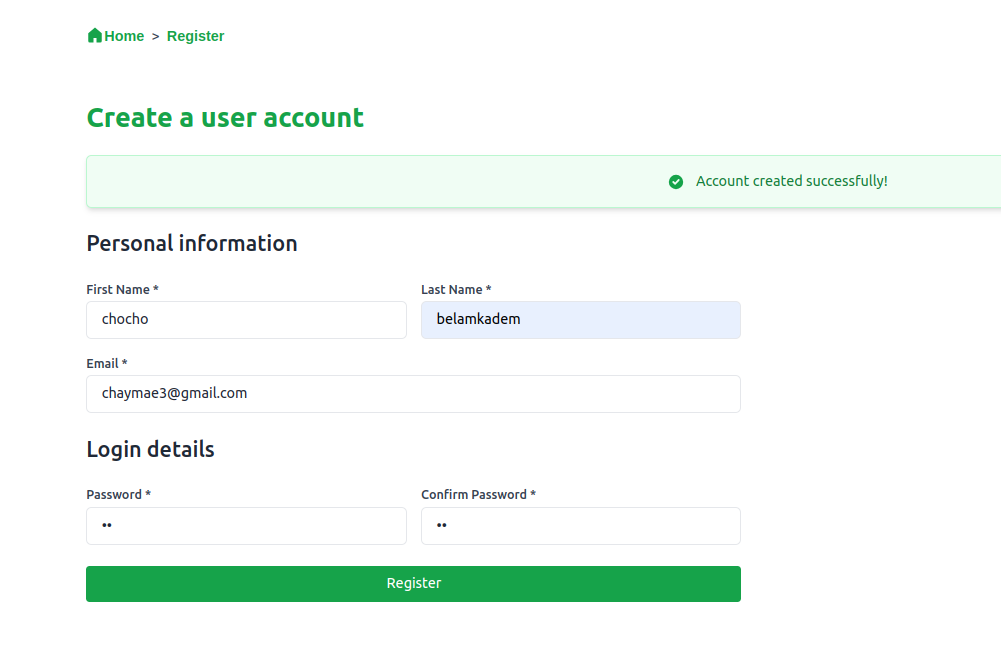 Home > Register
Create a user account
Account created successfully!
Personal information
First Name * Last Name *
chocho belamkadem
Email *
chaymae3@gmail.com
Login details
Password * Confirm Password *
•• ••
Register